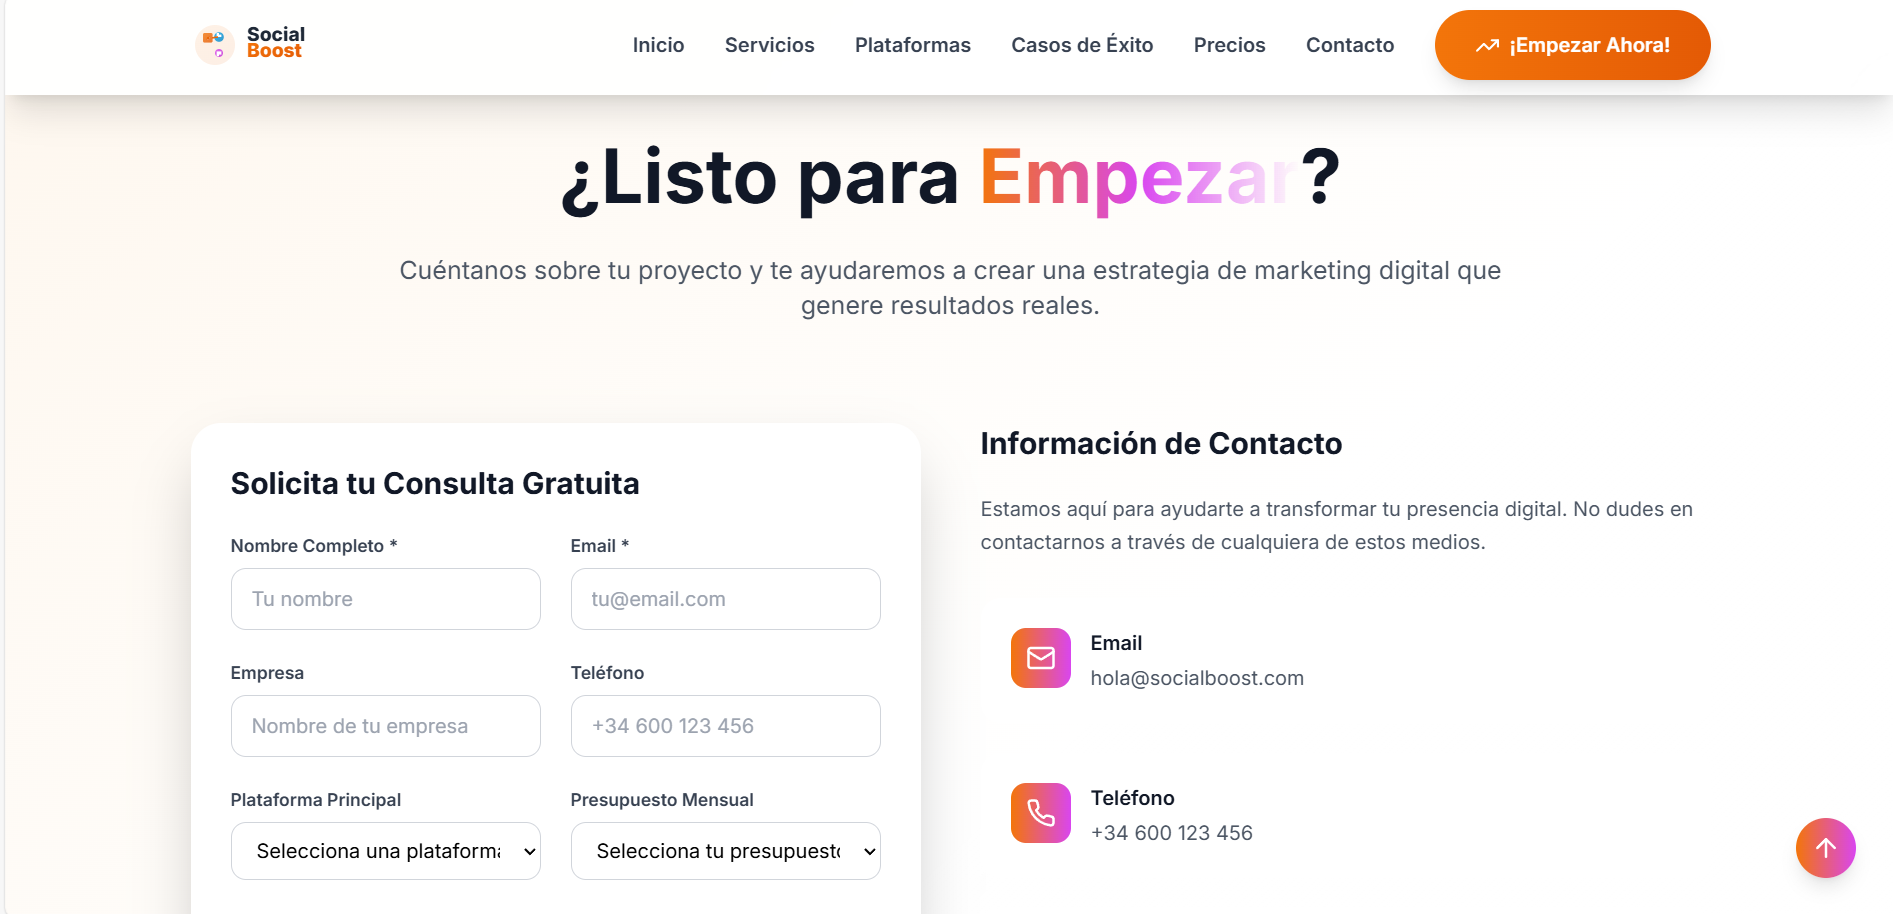 Social
Boost
Inicio
Servicios
Plataformas
Casos de Éxito
Precios
Contacto
¡Empezar Ahora!
¿Listo para Empezar?
Cuéntanos sobre tu proyecto y te ayudaremos a crear una estrategia de marketing digital que
genere resultados reales.
Solicita tu Consulta Gratuita
Nombre Completo *
Tu nombre
Email *
tu@email.com
Empresa
Nombre de tu empresa
Teléfono
+34 600 123 456
Plataforma Principal
Selecciona una plataforma
Presupuesto Mensual
Selecciona tu presupuesto
Información de Contacto
Estamos aquí para ayudarte a transformar tu presencia digital. No dudes en
contactarnos a través de cualquiera de estos medios.
Email
hola@socialboost.com
Teléfono
+34 600 123 456